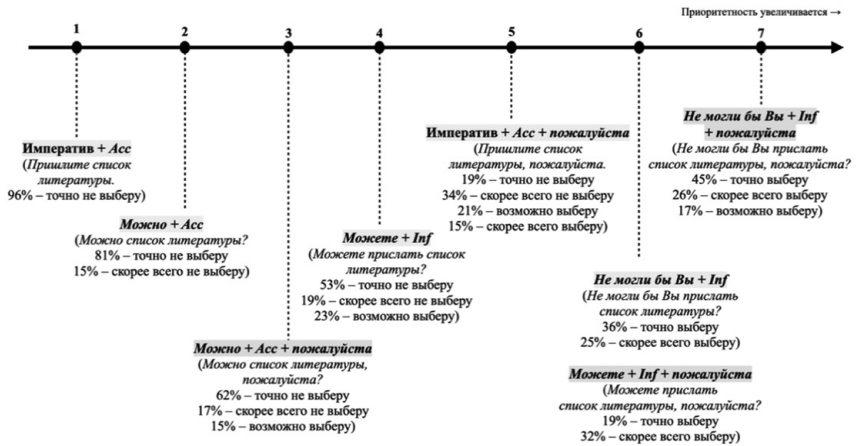 Приоритетность увеличивается →
1
2
3
4
5
6
7
Императив + Acc
(Пришлите список
литературы.
96% – точно не выберу)
Можно + Acc
(Можно список литературы?
81% – точно не выберу
15% – скорее всего не выберу)
Можно + Acc + пожалуйста
(Можно список литературы,
пожалуйста?
62% – точно не выберу
17% – скорее всего не выберу
15% – возможно выберу)
Можете + Inf
(Можете прислать список
литературы?
53% – точно не выберу
19% – скорее всего не выберу
23% – возможно выберу)
Императив + Acc + пожалуйста
(Пришлите список
литературы, пожалуйста.
19% – точно не выберу
34% – скорее всего не выберу
21% – возможно выберу
15% – скорее всего выберу)
Не могли бы Вы + Inf
(Не могли бы Вы прислать
список литературы?
36% – точно выберу
25% – скорее всего выберу)
Можете + Inf + пожалуйста
(Можете прислать
список литературы, пожалуйста?
19% – точно выберу
32% – скорее всего выберу)
Не могли бы Вы + Inf
+ пожалуйста
(Не могли бы Вы прислать
список литературы, пожалуйста?
45% – точно выберу
26% – скорее всего выберу
17% – возможно выберу)